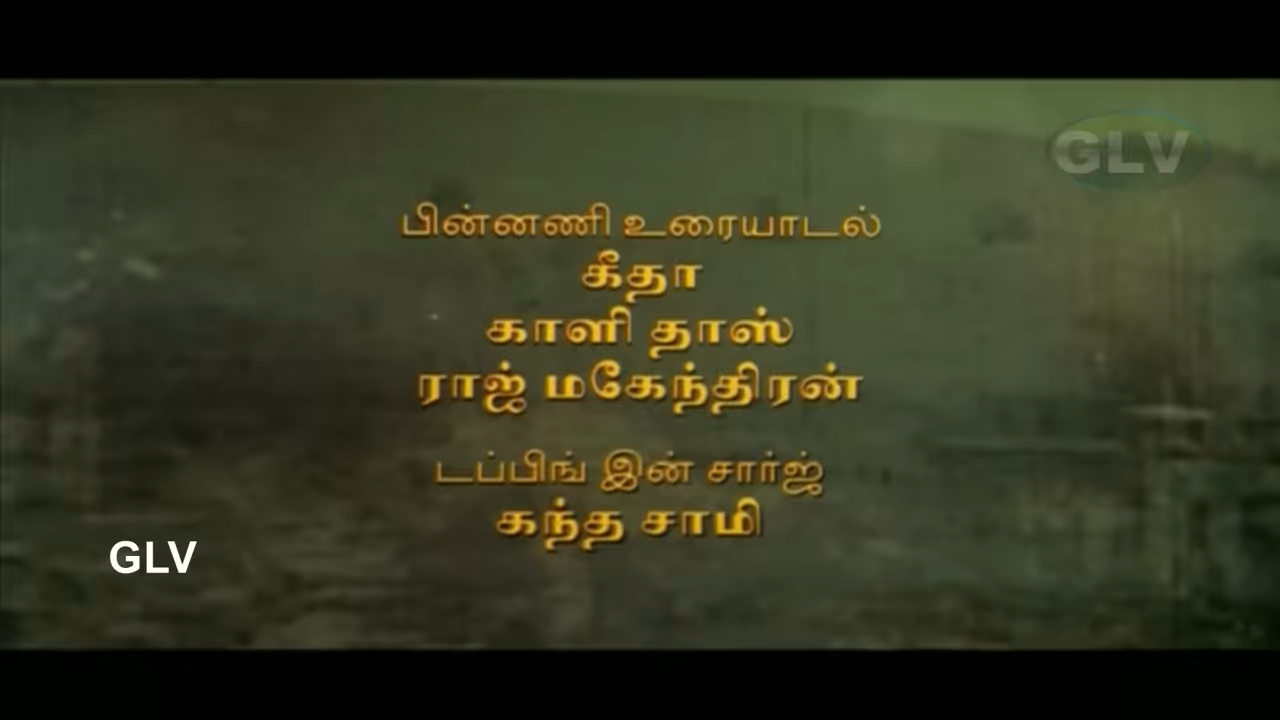 GLV
பின்னணி உரையாடல்
கீதா
காளி தாஸ்
ராஜ் மகேந்திரன்
டப்பிங் இன் சார்ஜ்
கந்த சாமி
GLV